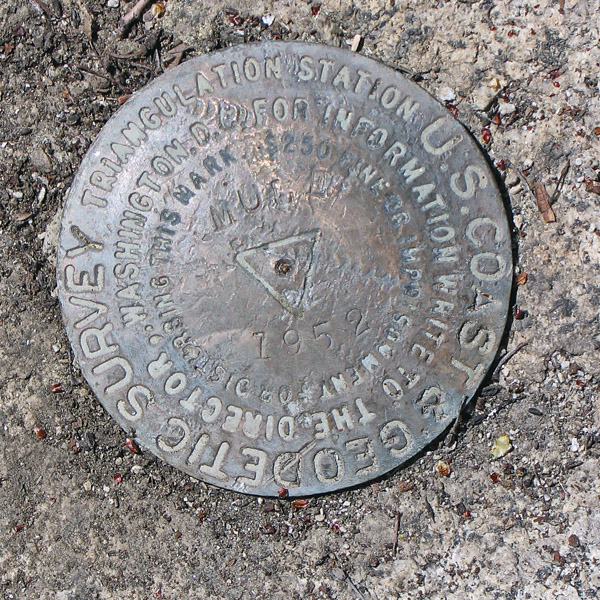 U.S. COAST & GEODETIC SURVEY
TRIANGULATION STATION
FOR INFORMATION WRITE TO THE DIRECTOR, WASHINGTON, D.C.
$250 FINE OR IMPRISONMENT FOR DISTURBING THIS MARK.
1952